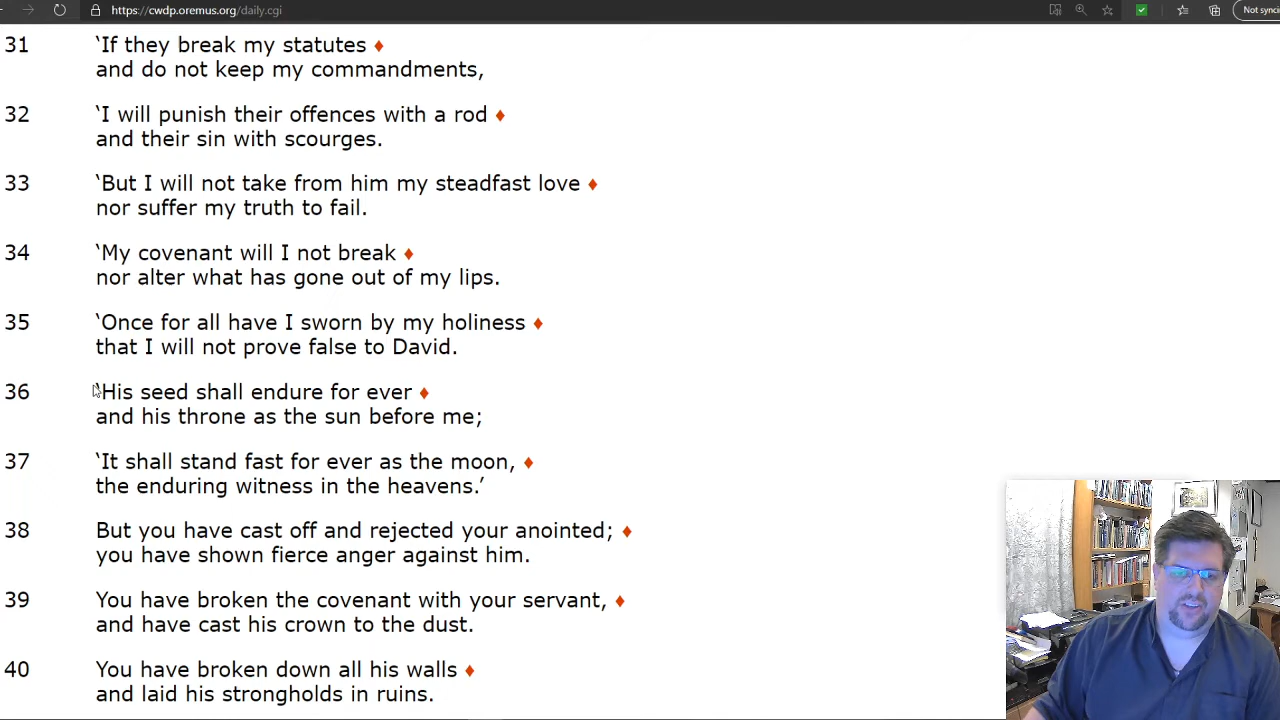 https://cwdp.oremus.org/daily.cgi
Not synci
31 ‘If they break my statutes ♦
and do not keep my commandments,
32 ‘I will punish their offences with a rod ♦
and their sin with scourges.
33 ‘But I will not take from him my steadfast love ♦
nor suffer my truth to fail.
34 ‘My covenant will I not break ♦
nor alter what has gone out of my lips.
35 ‘Once for all have I sworn by my holiness ♦
that I will not prove false to David.
36 ‘His seed shall endure for ever ♦
and his throne as the sun before me;
37 ‘It shall stand fast for ever as the moon, ♦
the enduring witness in the heavens.’
38 But you have cast off and rejected your anointed; ♦
you have shown fierce anger against him.
39 You have broken the covenant with your servant, ♦
and have cast his crown to the dust.
40 You have broken down all his walls ♦
and laid his strongholds in ruins.